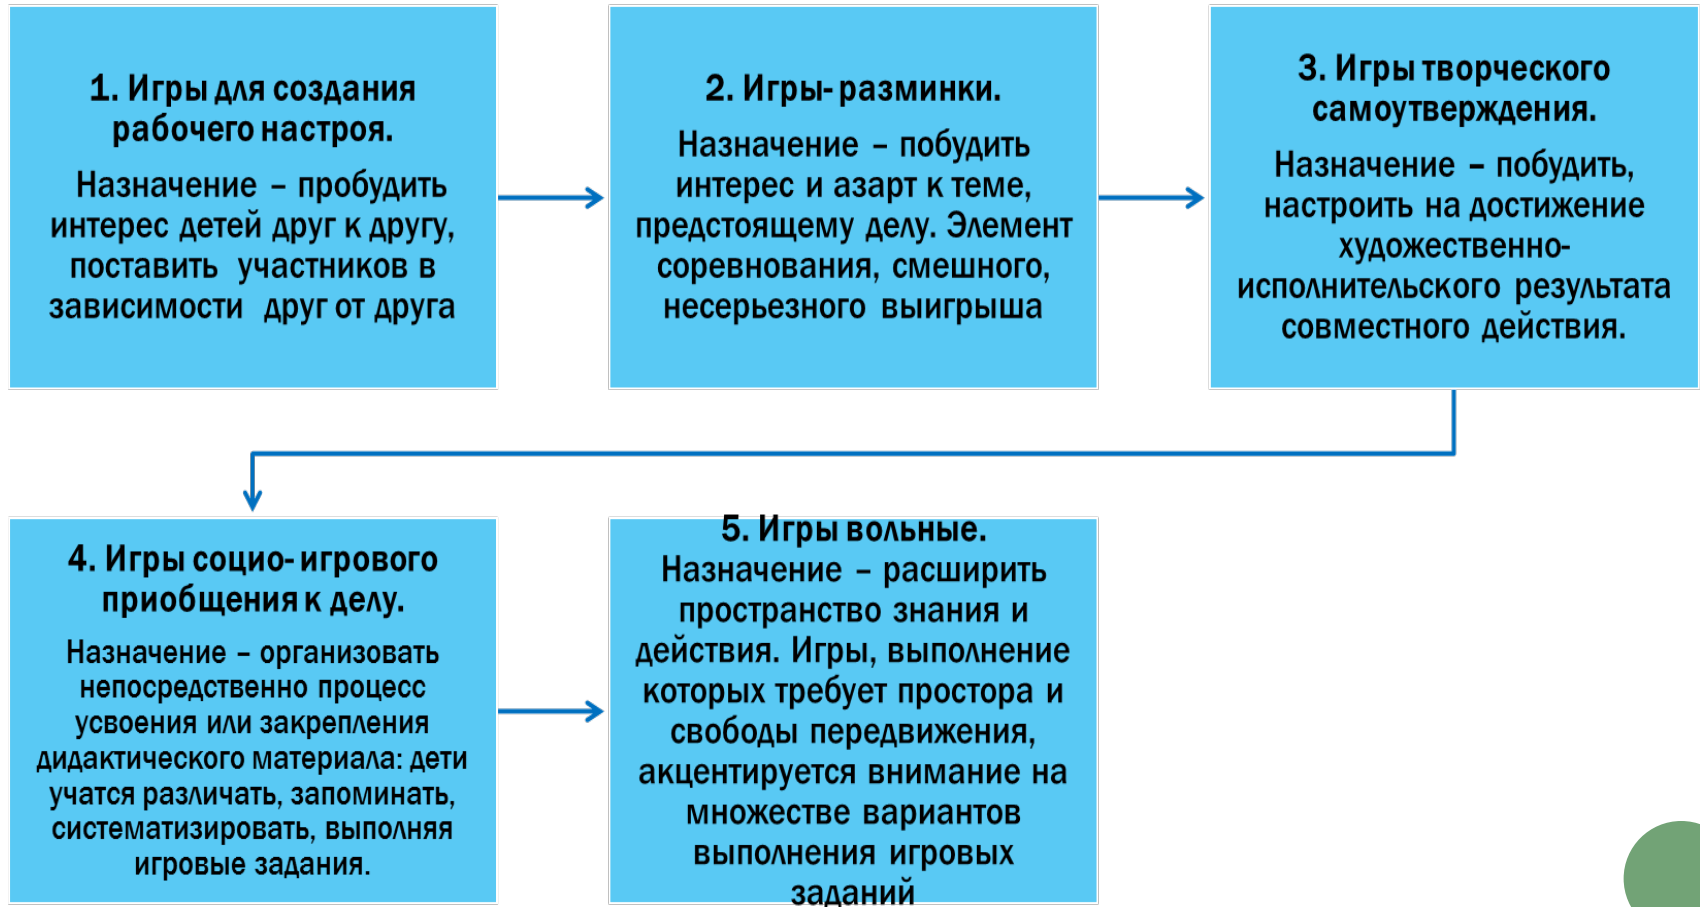 1. Игры для создания
рабочего настроя.
Назначение – пробудить
интерес детей друг к другу,
поставить участников в
зависимости друг от друга
2. Игры- разминки.
Назначение – побудить
интерес и азарт к теме,
предстоящему делу. Элемент
соревнования, смешного,
несерьезного выигрыша
3. Игры творческого
самоутверждения.
Назначение – побудить,
настроить на достижение
художественно-
исполнительского результата
совместного действия.
4. Игры социо- игрового
приобщения к делу.
Назначение – организовать
непосредственно процесс
усвоения или закрепления
дидактического материала: дети
учатся различать, запоминать,
систематизировать, выполняя
игровые задания.
5. Игры вольные.
Назначение – расширить
пространство знания и
действия. Игры, выполнение
которых требует простора и
свободы передвижения,
акцентируется внимание на
множестве вариантов
выполнения игровых
заданий